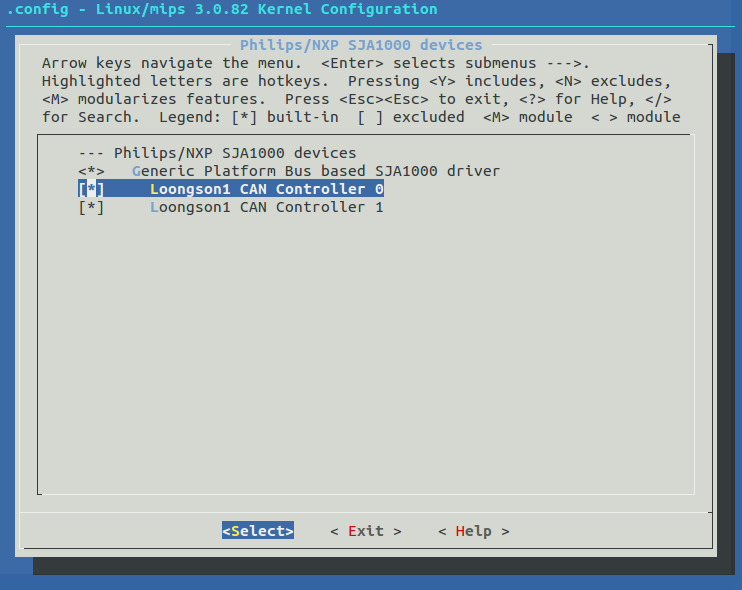 .config - Linux/mips 3.0.82 Kernel Configuration
Philips/NXP SJA1000 devices
Arrow keys navigate the menu.  <Enter> selects submenus --->.
Highlighted letters are hotkeys.  Pressing <Y> includes, <N> excludes,
<M> modularizes features.  Press <Esc><Esc> to exit, <?> for Help, </>
for Search.  Legend: [*] built-in  [ ] excluded  <M> module  < > module
--- Philips/NXP SJA1000 devices
<*>   Generic Platform Bus based SJA1000 driver
[*]     Loongson1 CAN Controller 0
[*]     Loongson1 CAN Controller 1
<Select>    < Exit >    < Help >